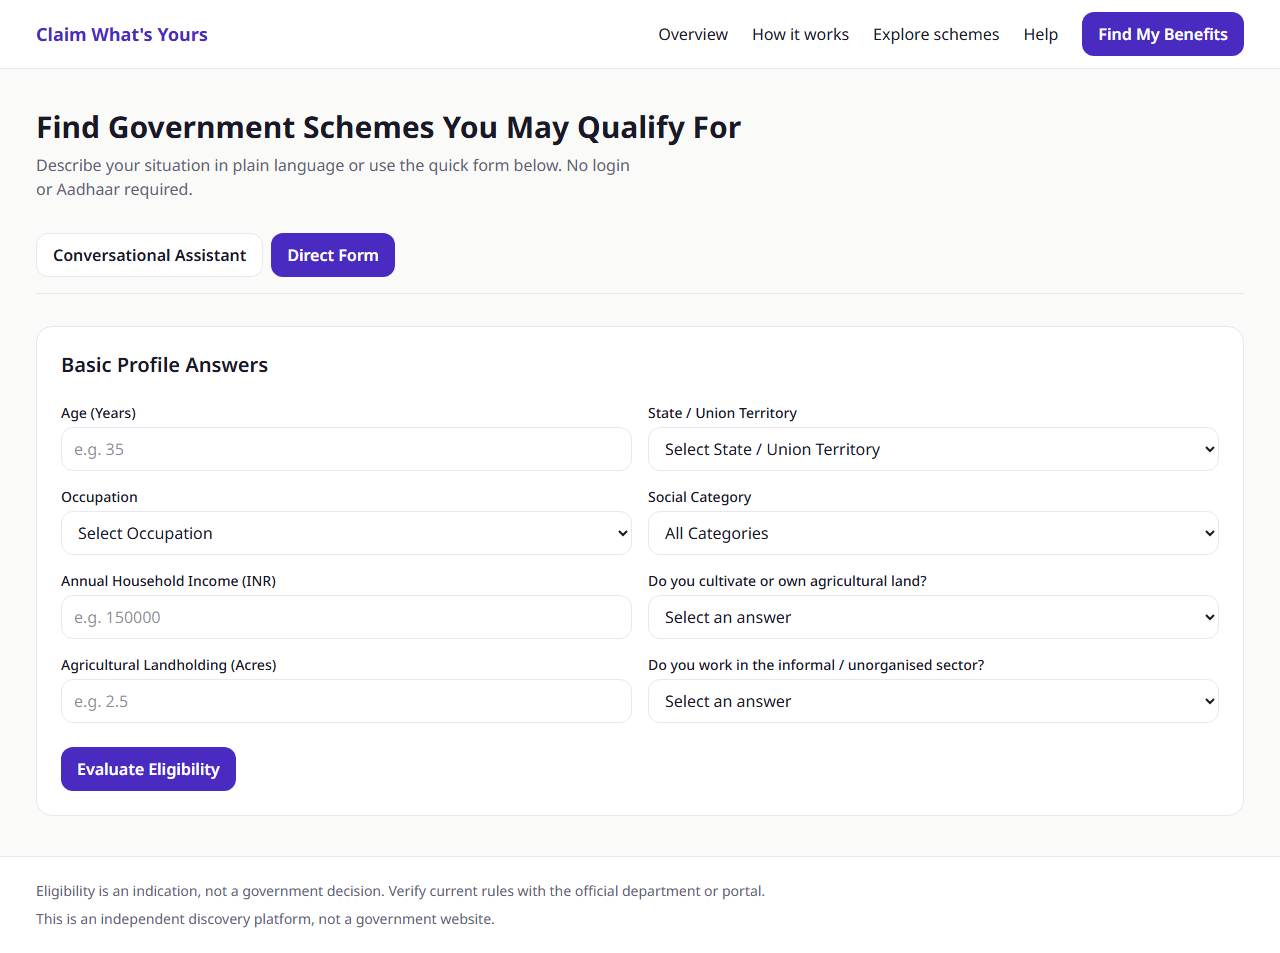 Claim What's Yours
Overview
How it works
Explore schemes
Help
Find My Benefits
Find Government Schemes You May Qualify For
Describe your situation in plain language or use the quick form below. No login
or Aadhaar required.
Conversational Assistant
Direct Form
Basic Profile Answers
Age (Years)
e.g. 35
State / Union Territory
Select State / Union Territory
Occupation
Select Occupation
Social Category
All Categories
Annual Household Income (INR)
e.g. 150000
Do you cultivate or own agricultural land?
Select an answer
Agricultural Landholding (Acres)
e.g. 2.5
Do you work in the informal / unorganised sector?
Select an answer
Evaluate Eligibility
Eligibility is an indication, not a government decision. Verify current rules with the official department or portal.
This is an independent discovery platform, not a government website.